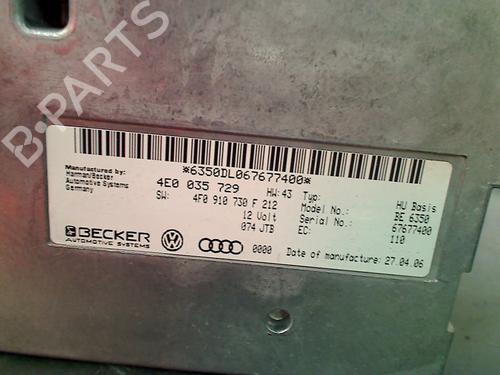 B-PARTS
*6350DL067677400*
Manufactured by:
Harman/Becker
Automotive Systems
Germany
4E0 035 729 HW:43 Typ: HU Basis
SW: 4F0 910 730 F 212 Model No.: BE 6350
12 Volt Serial No.: 67677400
074 JTB EC: 110
BECKER
AUTOMOTIVE SYSTEMS
0000 Date of manufacture: 27.04.06